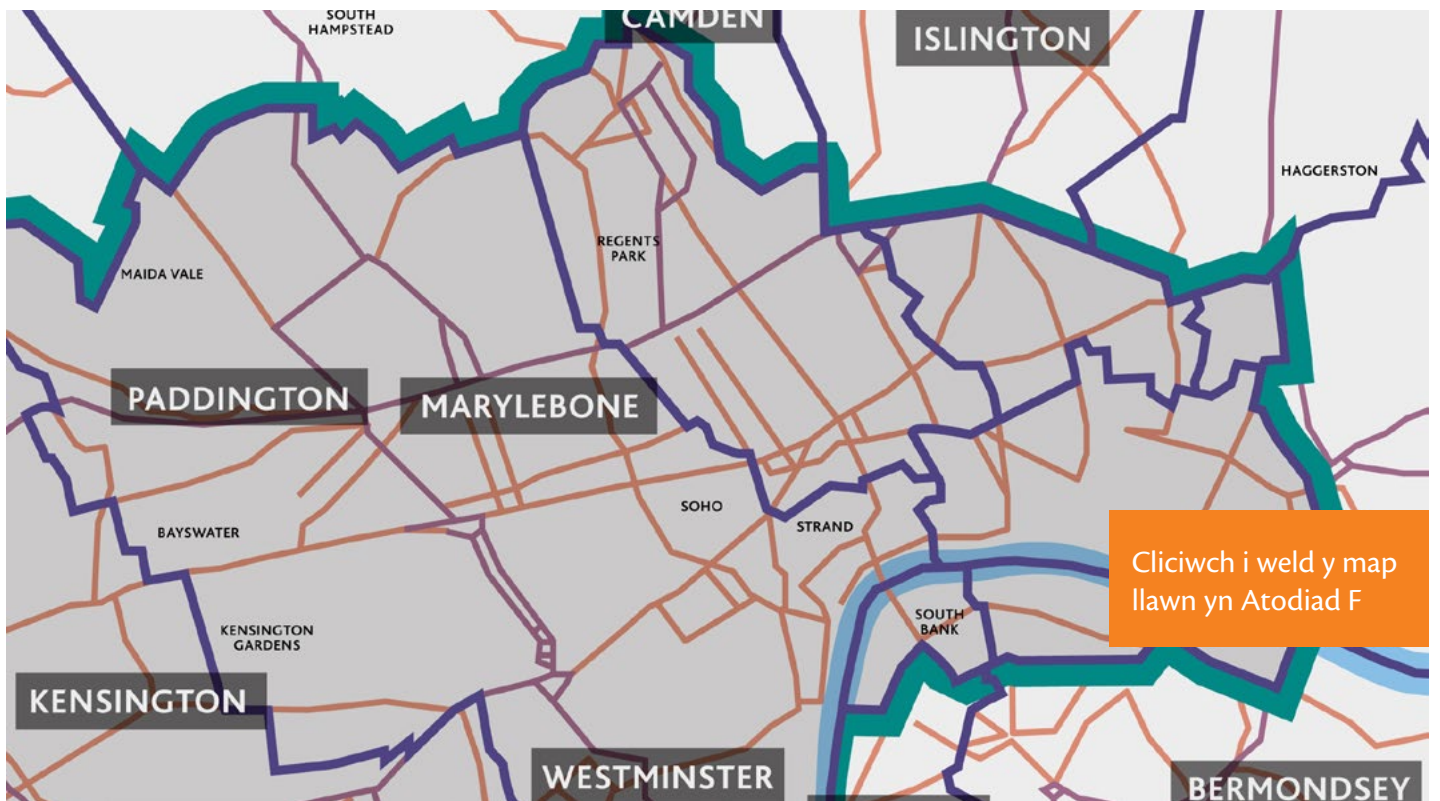 SOUTH
HAMPSTEAD
CAMDEN
ISLINGTON
HAGGERSTON
REGENTS
PARK
MAIDA VALE
PADDINGTON
MARYLEBONE
SOHO
STRAND
BAYSWATER
Cliciwch i weld y map
llawn yn Atodiad F
SOUTH
BANK
KENSINGTON
GARDENS
KENSINGTON
WESTMINSTER
BERMONDSEY